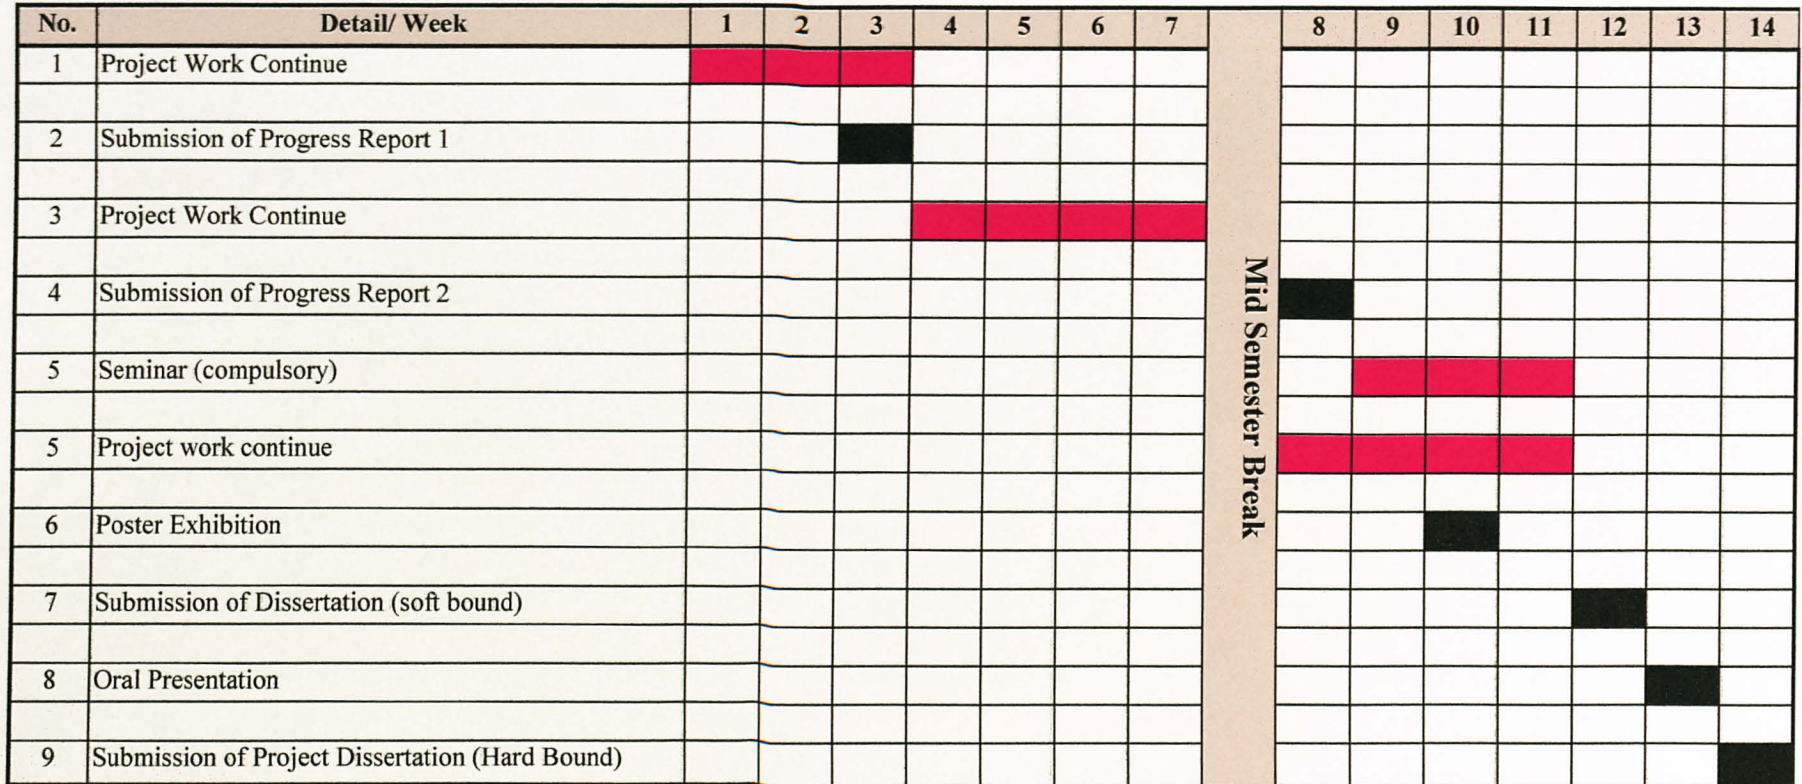 No. Detail/ Week 1 2 3 4 5 6 7 8 9 10 11 12 13 14
1 Project Work Continue
2 Submission of Progress Report 1
3 Project Work Continue
4 Submission of Progress Report 2
5 Seminar (compulsory)
5 Project work continue
6 Poster Exhibition
7 Submission of Dissertation (soft bound)
8 Oral Presentation
9 Submission of Project Dissertation (Hard Bound)
Mid Semester Break